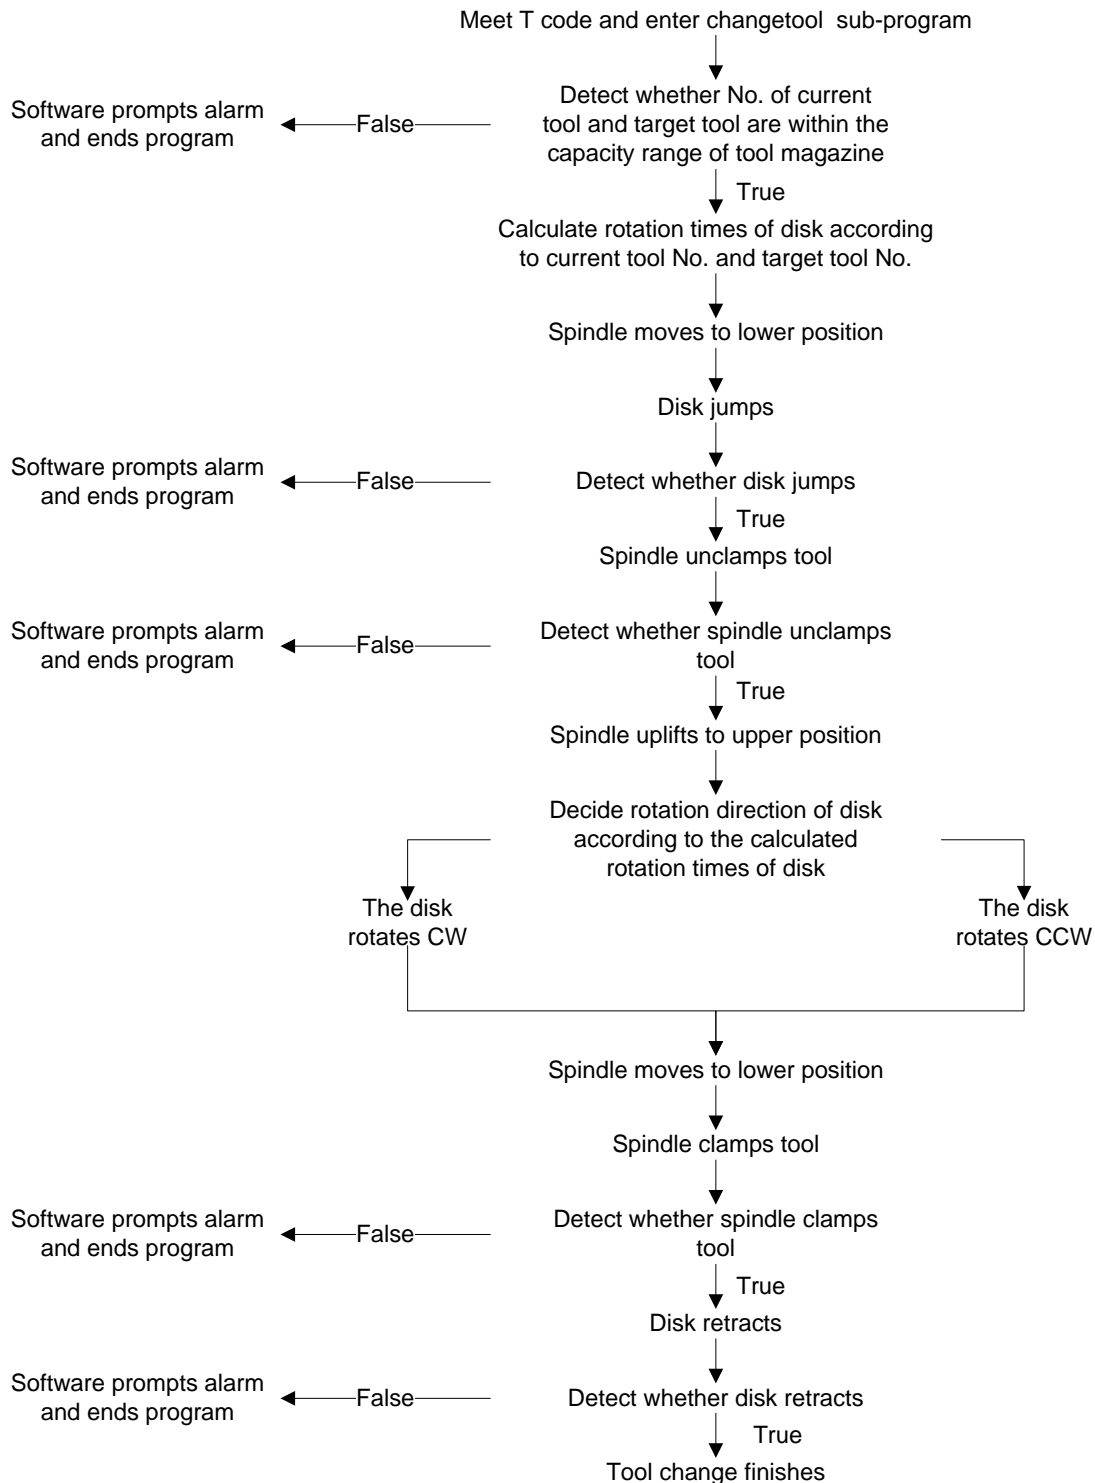 Meet T code and enter changetool sub-program
Detect whether No. of current
tool and target tool are within the
capacity range of tool magazine
False
Software prompts alarm
and ends program
True
Calculate rotation times of disk according
to current tool No. and target tool No.
Spindle moves to lower position
Disk jumps
Detect whether disk jumps
False
Software prompts alarm
and ends program
True
Spindle unclamps tool
Detect whether spindle unclamps
tool
False
Software prompts alarm
and ends program
True
Spindle uplifts to upper position
Decide rotation direction of disk
according to the calculated
rotation times of disk
The disk
rotates CW
The disk
rotates CCW
Spindle moves to lower position
Spindle clamps tool
Detect whether spindle clamps
tool
False
Software prompts alarm
and ends program
True
Disk retracts
Detect whether disk retracts
False
Software prompts alarm
and ends program
True
Tool change finishes